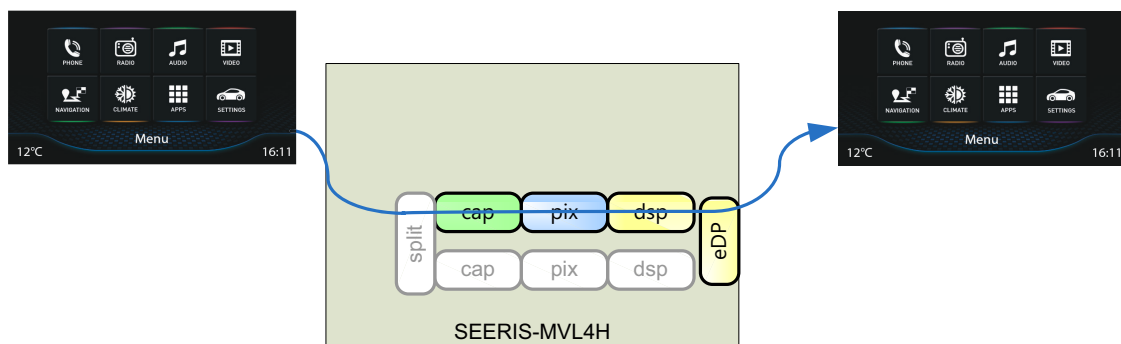 PHONE RADIO AUDIO VIDEO
NAVIGATION CLIMATE APPS SETTINGS
Menu
12°C 16:11
PHONE RADIO AUDIO VIDEO
NAVIGATION CLIMATE APPS SETTINGS
Menu
12°C 16:11
split
cap pix dsp
eDP
cap pix dsp
SEERIS-MVL4H